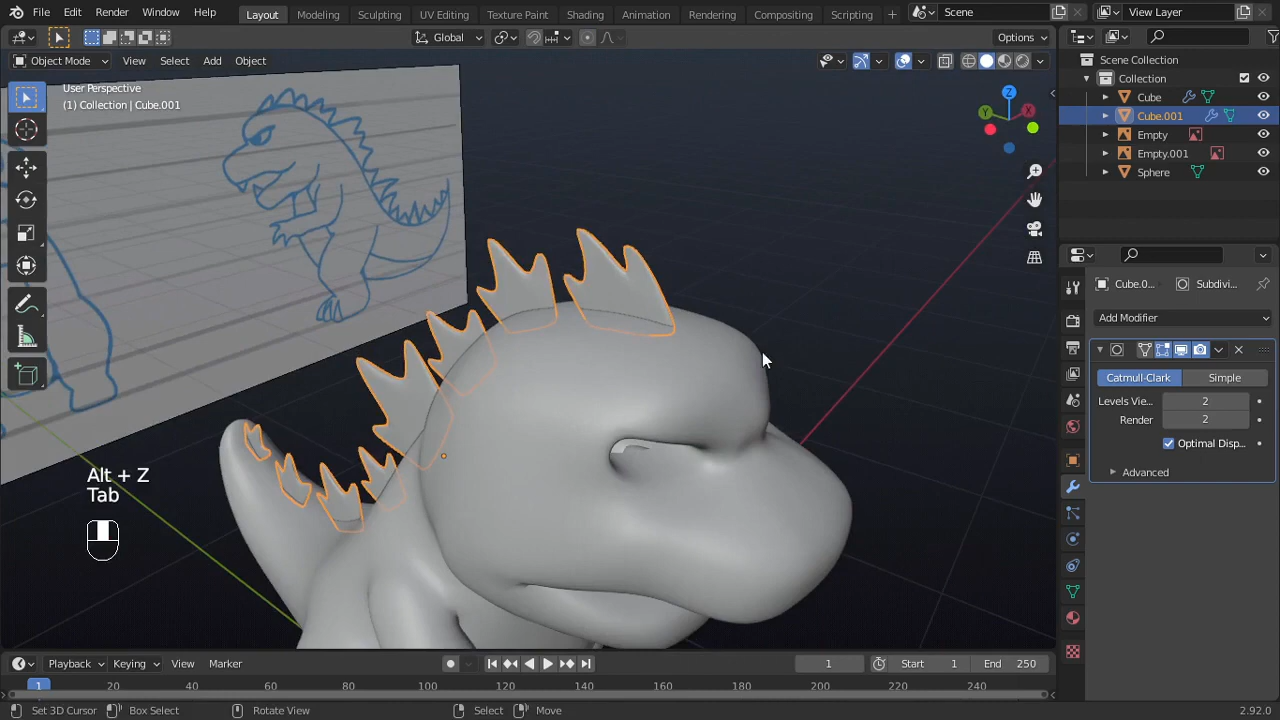 File Edit Render Window Help Layout Modeling Sculpting UV Editing Texture Paint Shading Animation Rendering Compositing Scripting + Scene View Layer
Global Options
Object Mode View Select Add Object
User Perspective
(1) Collection | Cube.001
Z
Y
X
Scene Collection
Collection
Cube
Cube.001
Empty
Empty.001
Sphere
Cube.0... Subdivi...
Add Modifier
Catmull-Clark Simple
Levels Vie... 2
Render 2
Optimal Disp...
Advanced
Alt + Z
Tab
Playback Keying View Marker 1 Start 1 End 250
1 20 40 60 80 100 120 140 160 180 200 220 240
Set 3D Cursor Box Select Rotate View Select Move 2.92.0